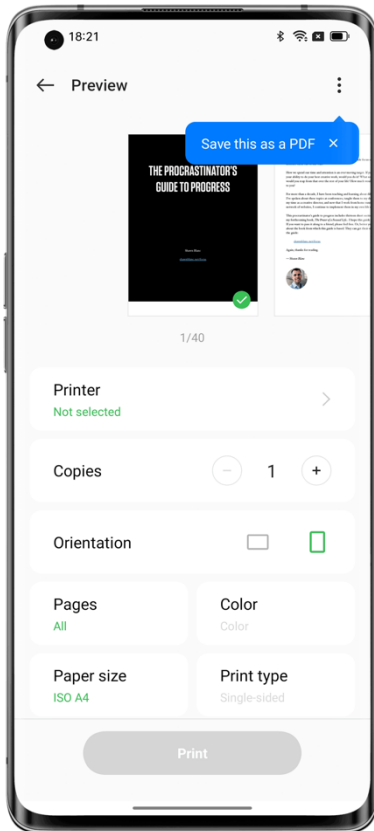 18:21
Preview
Save this as a PDF ×
THE PROCRASTINATOR'S
GUIDE TO PROGRESS
1/40
Printer
Not selected
Copies
1
Orientation
Pages
All
Color
Color
Paper size
ISO A4
Print type
Single-sided
Print